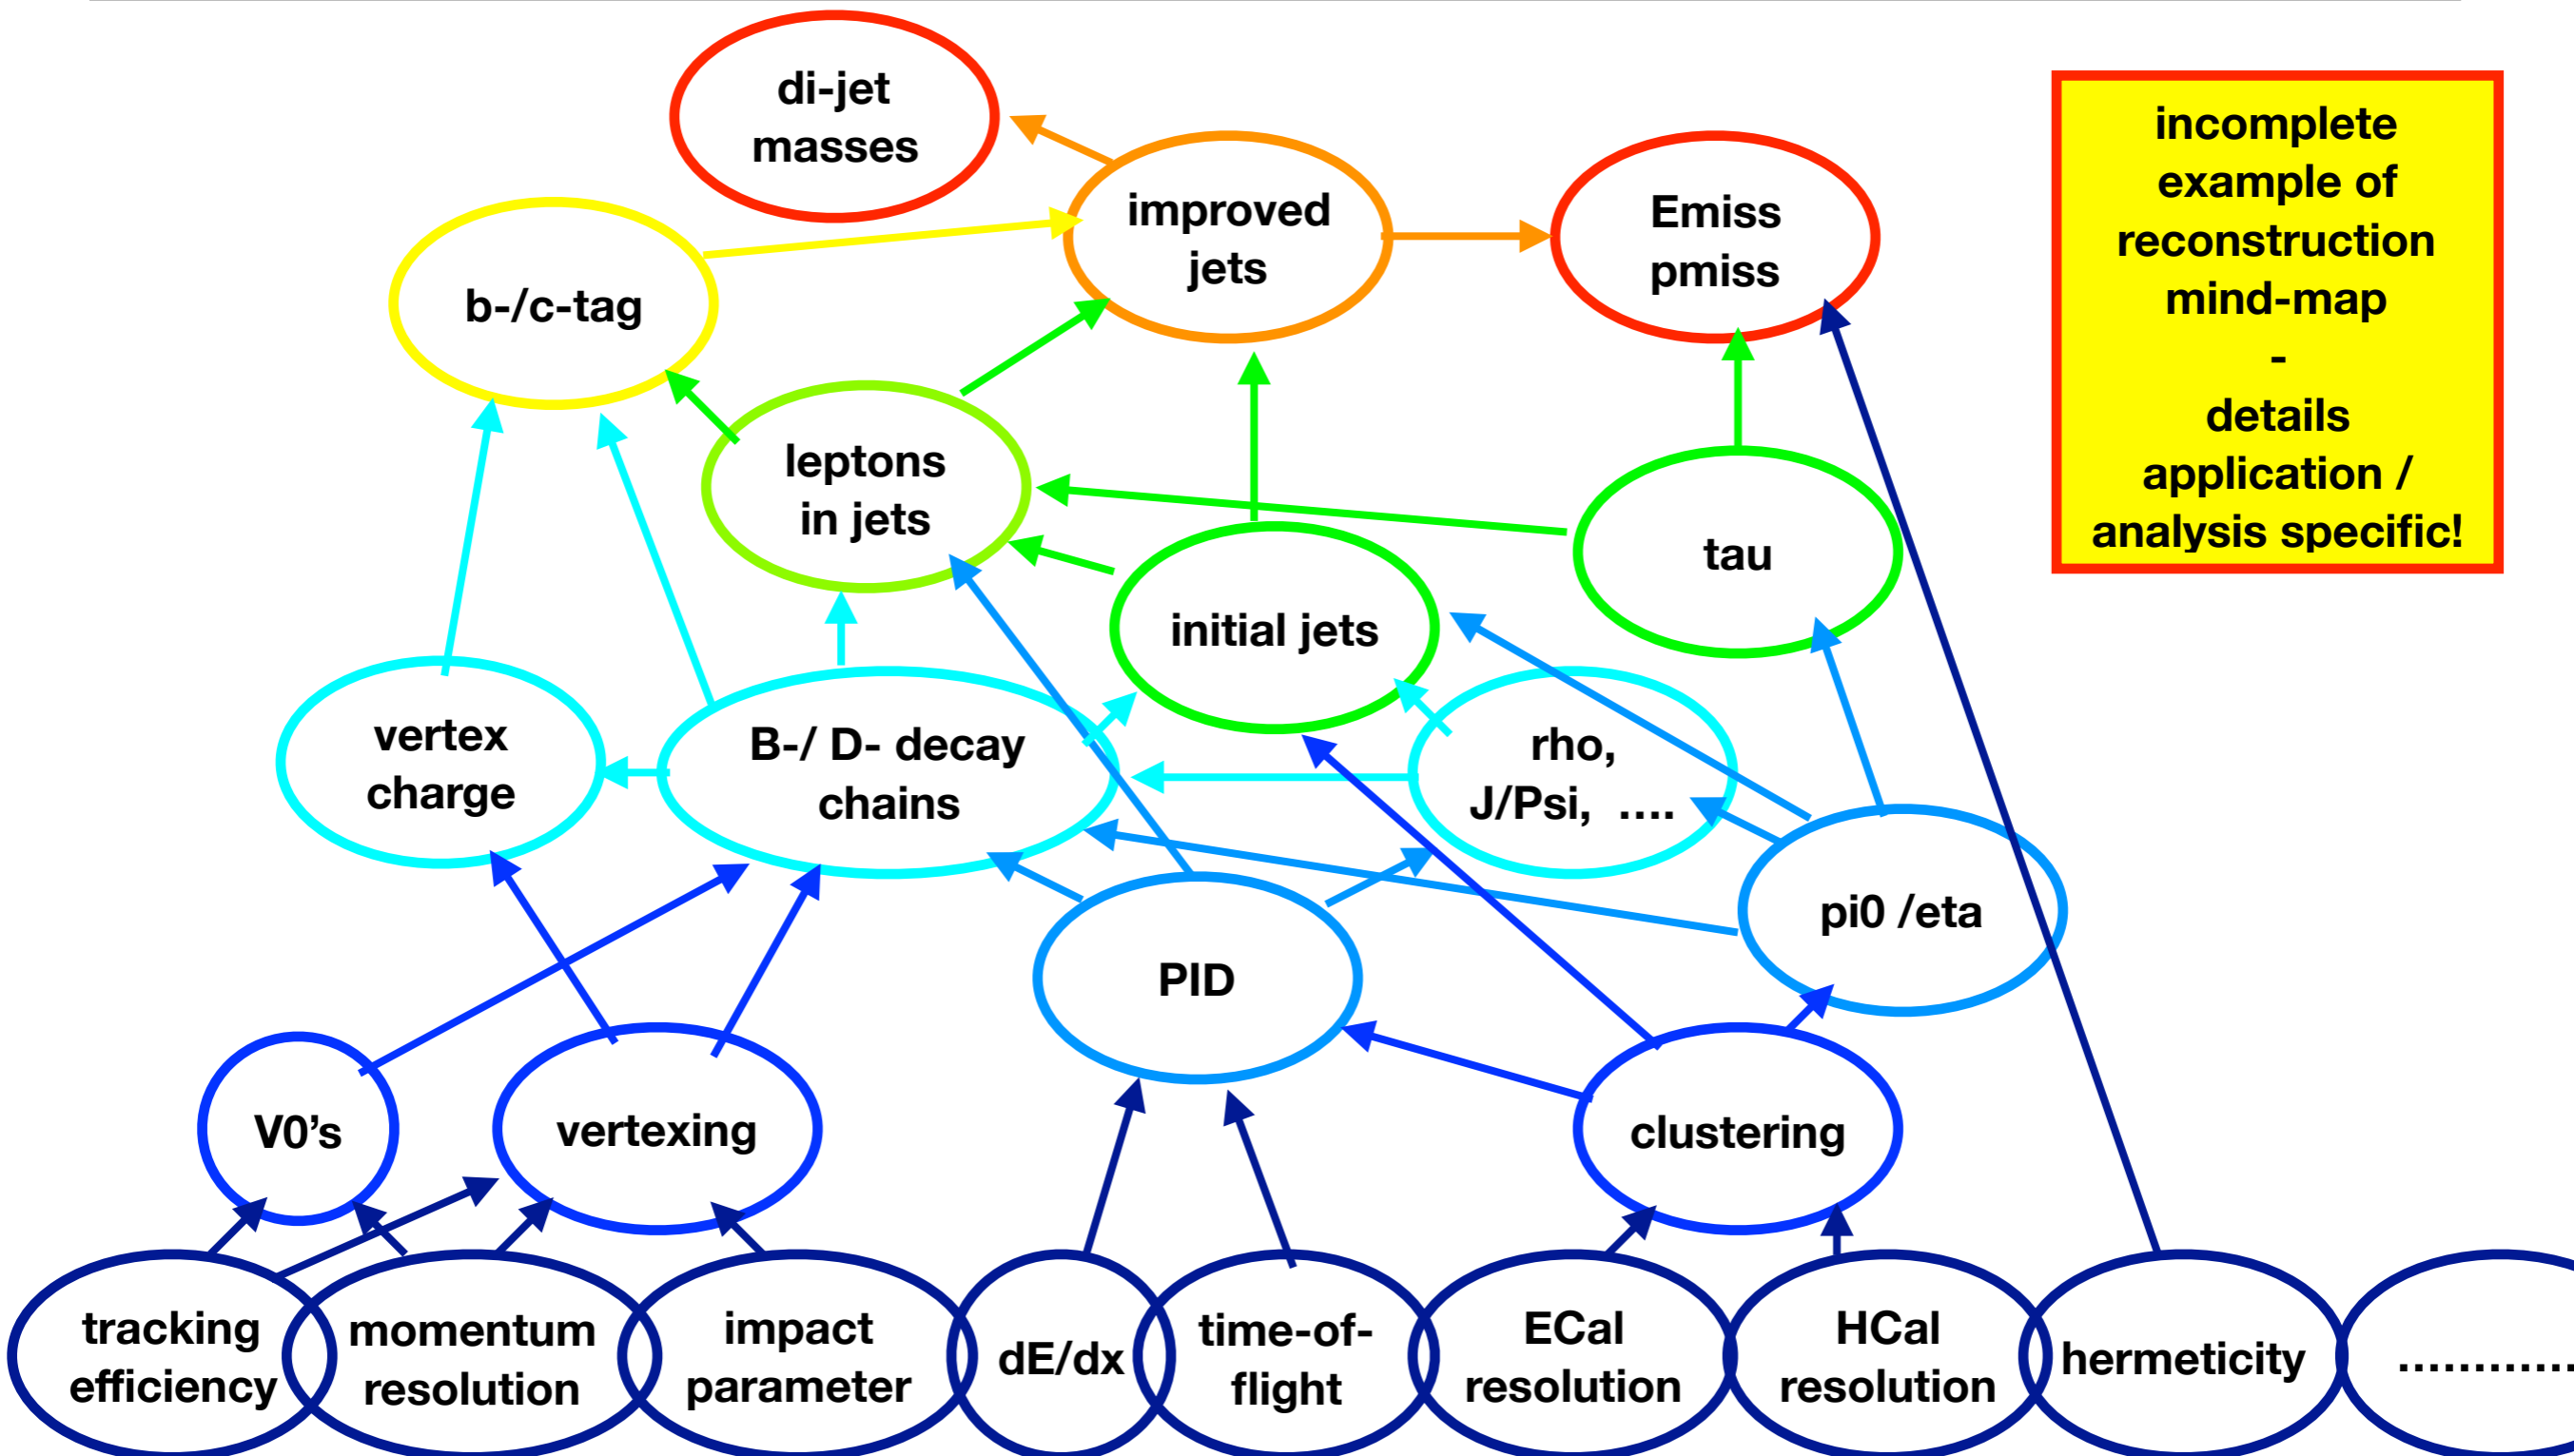 di-jet
masses
improved
jets
Emiss
pmiss
incomplete
example of
reconstruction
mind-map
-
details
application /
analysis specific!
b-/c-tag
leptons
in jets
tau
initial jets
vertex
charge
B-/ D- decay
chains
rho,
J/Psi, ....
pi0 /eta
PID
V0's
vertexing
clustering
tracking
efficiency
momentum
resolution
impact
parameter
dE/dx
time-of-
flight
ECal
resolution
HCal
resolution
hermeticity
............